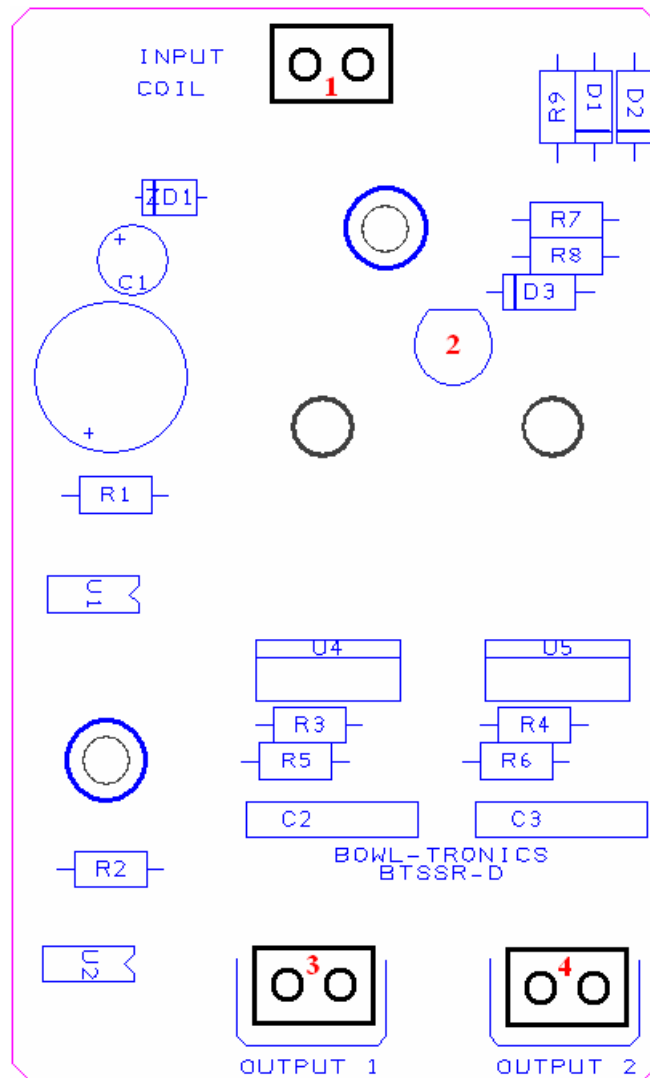 INPUT
COIL
1
R9
D1
D2
ZD1
R7
R8
C1
D3
2
R1
U1
U4
U5
R3
R4
R5
R6
C2
C3
BOWL-TRONICS
BTSSR-D
R2
U2
3
4
OUTPUT 1
OUTPUT 2